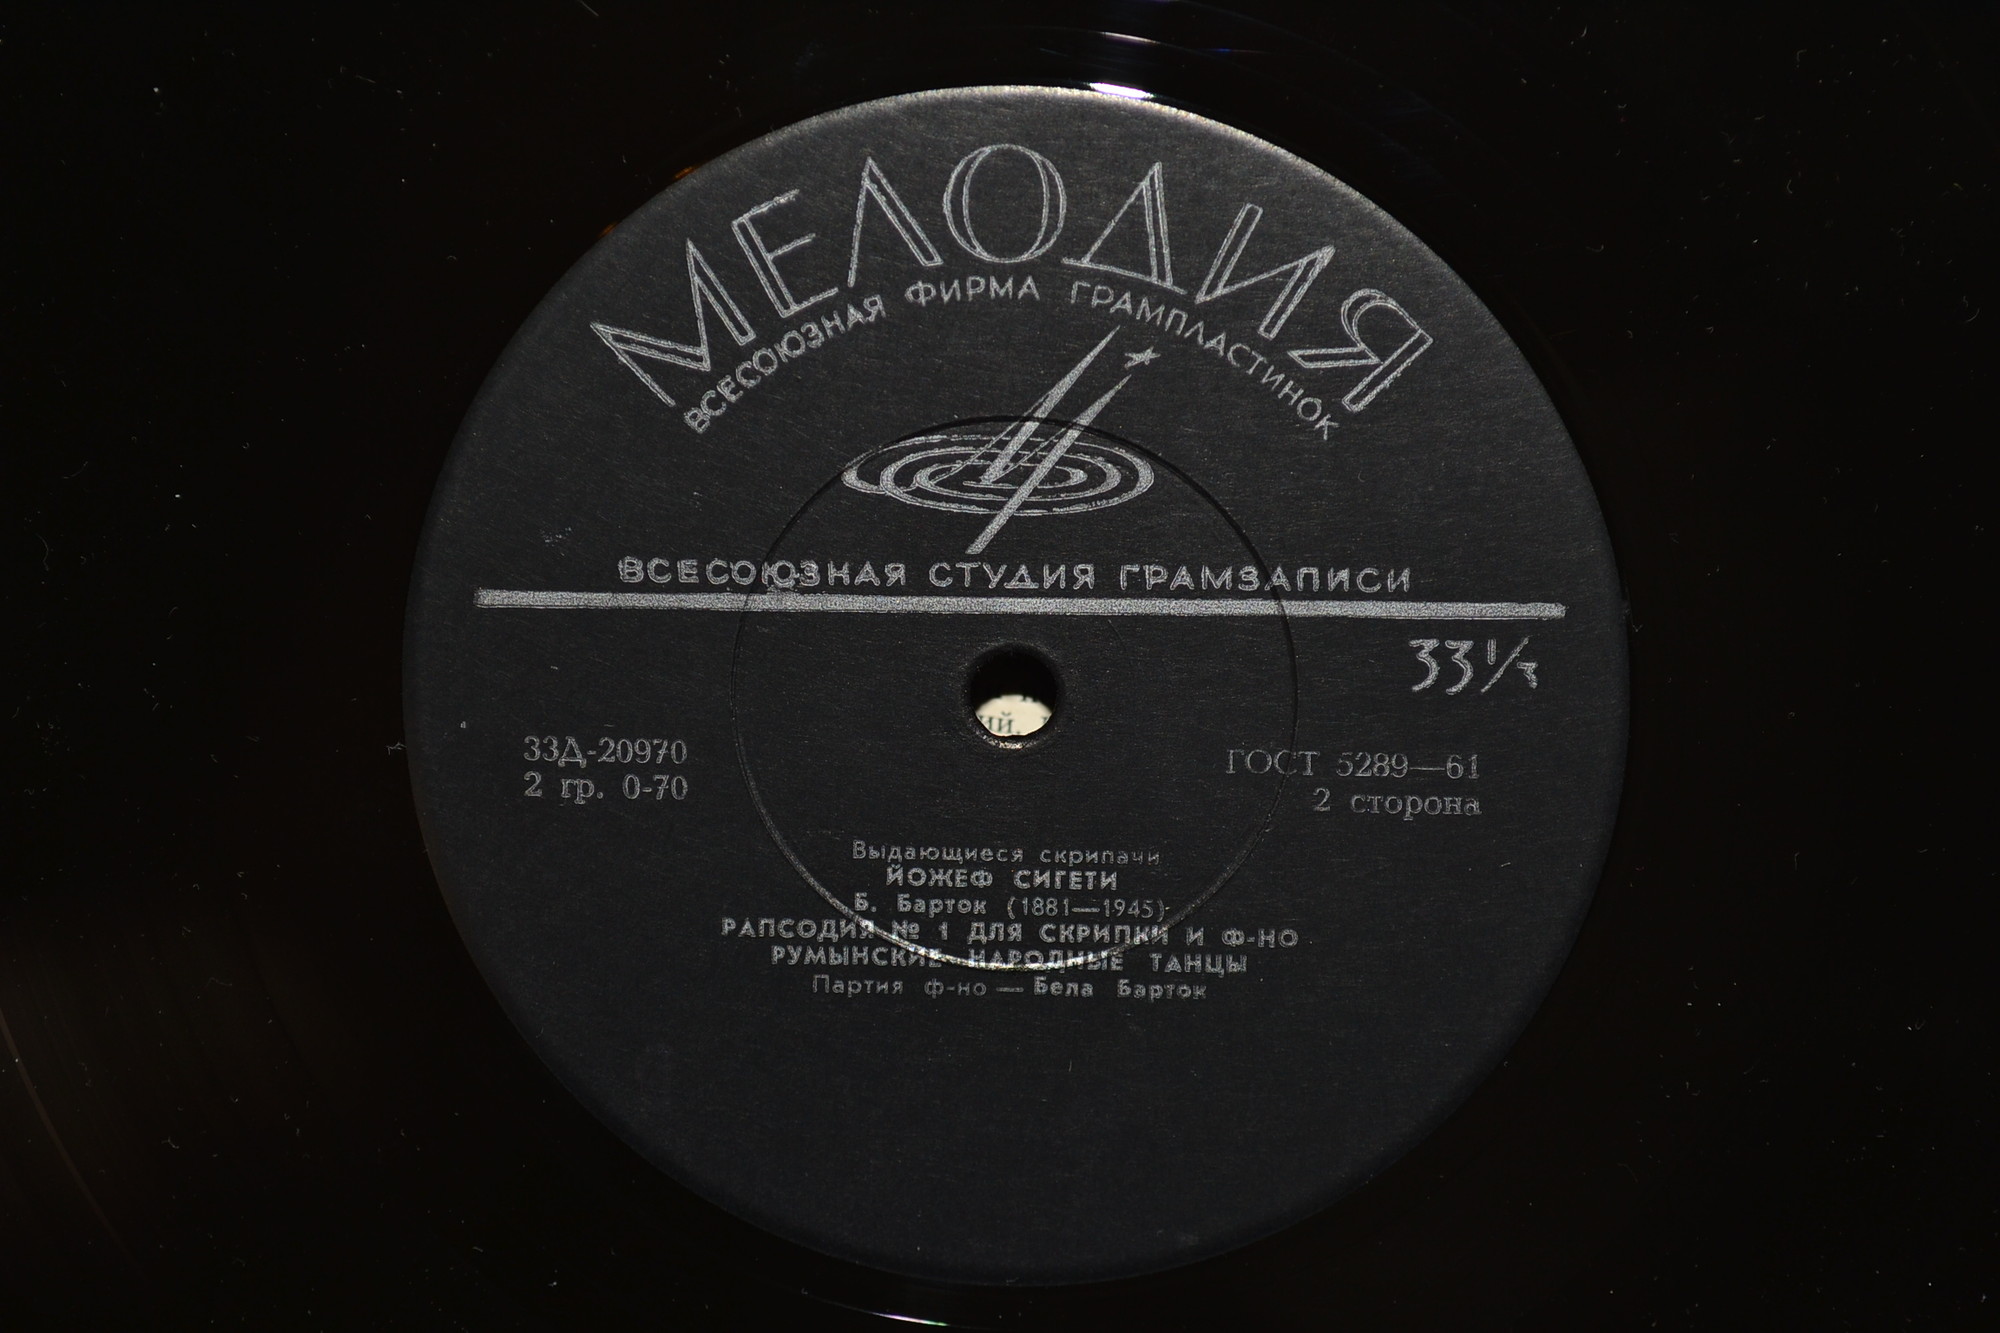 МЕЛОДИЯ
ВСЕСОЮЗНАЯ ФИРМА ГРАМПЛАСТИНОК
ВСЕСОЮЗНАЯ СТУДИЯ ГРАМЗАПИСИ
33⅓
33Д-20970
2 гр. 0-70
ГОСТ 5289—61
2 сторона
Выдающиеся скрипачи
ЙОЖЕФ СИГЕТИ
Б. Барток (1881—1945)
РАПСОДИЯ № 1 ДЛЯ СКРИПКИ И Ф-НО
РУМЫНСКИЕ НАРОДНЫЕ ТАНЦЫ
Партия ф-но — Бела Барток